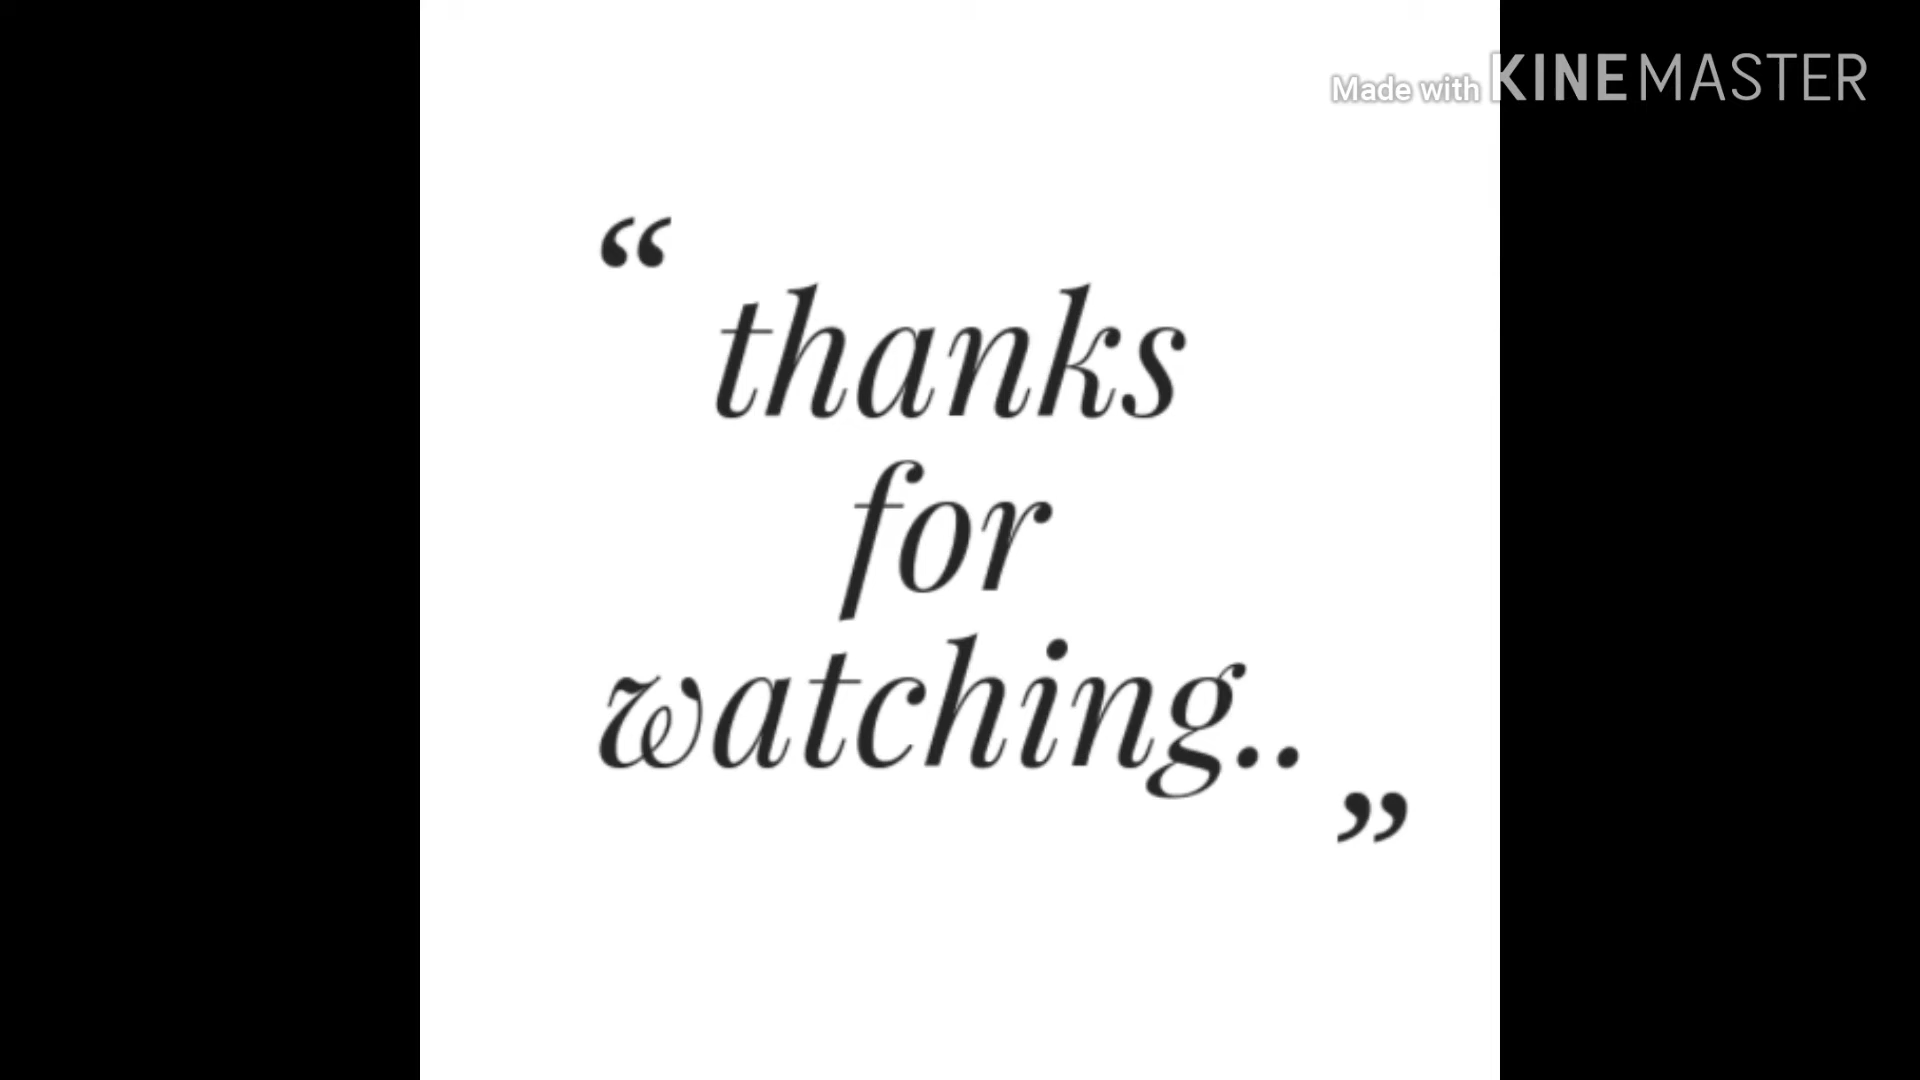 Made with KINEMASTER
“
thanks
for
watching..
”